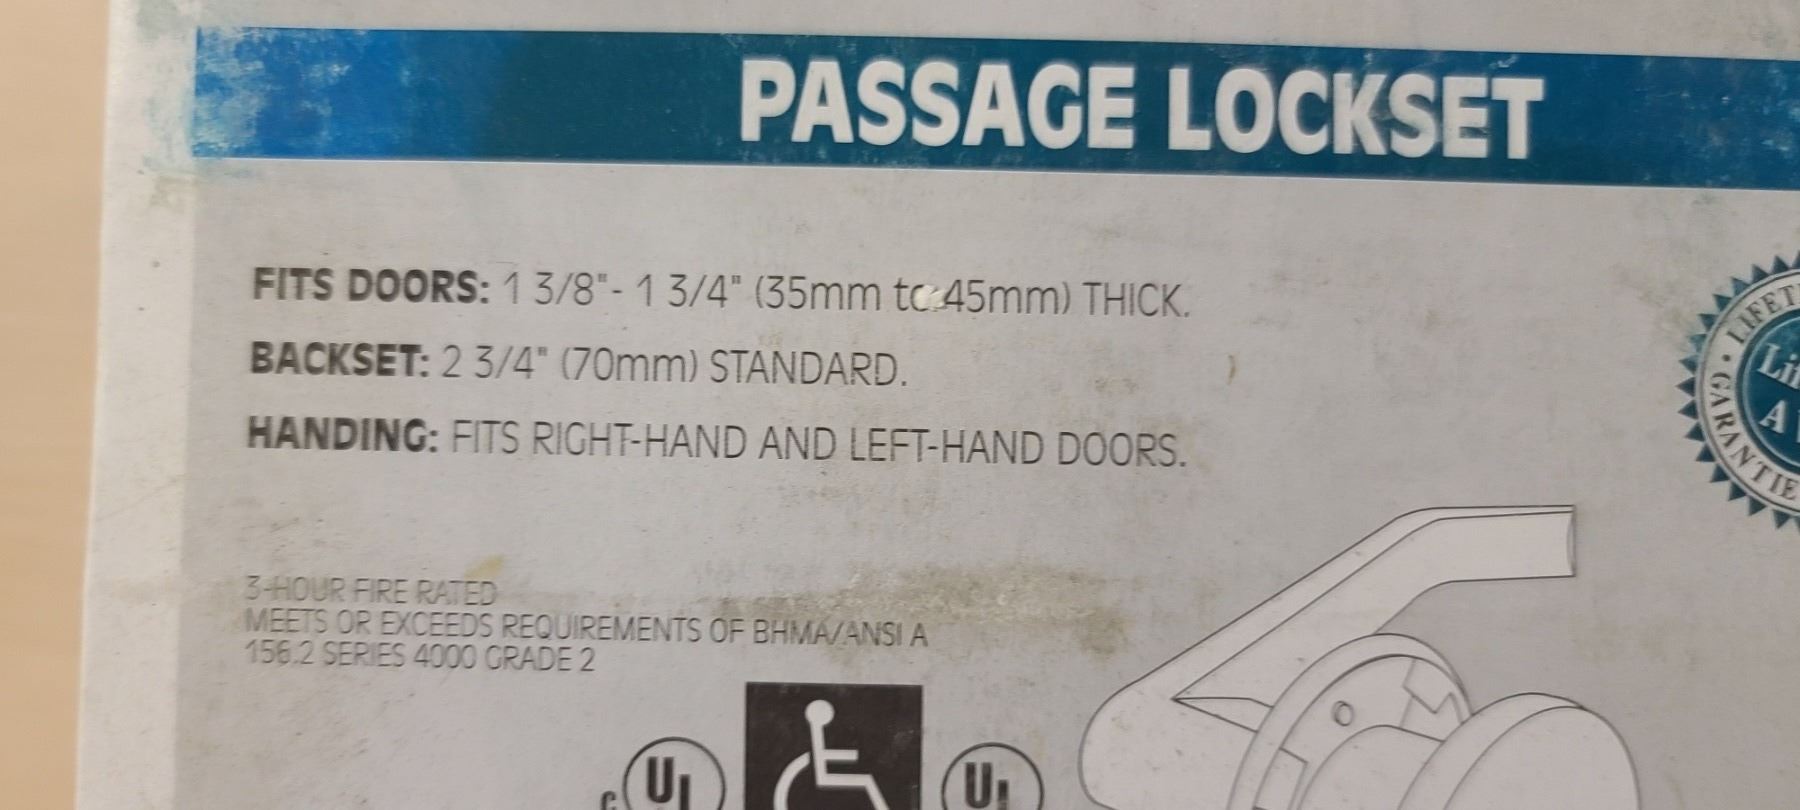 PASSAGE LOCKSET
FITS DOORS: 1 3/8"- 1 3/4" (35mm to 45mm) THICK.
BACKSET: 2 3/4" (70mm) STANDARD.
HANDING: FITS RIGHT-HAND AND LEFT-HAND DOORS.
3-HOUR FIRE RATED
MEETS OR EXCEEDS REQUIREMENTS OF BHMA/ANSI A
156.2 SERIES 4000 GRADE 2
C UL
UL
A